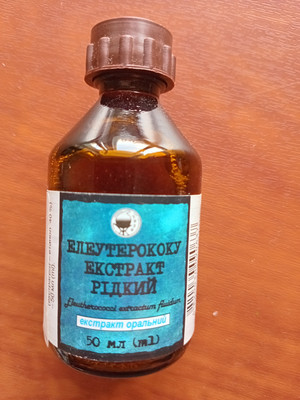 ЕЛЕУТЕРОКОКУ
ЕКСТРАКТ
РІДКИЙ
Eleutherococci extractum fluidum
екстракт оральний
50 мл (ml)